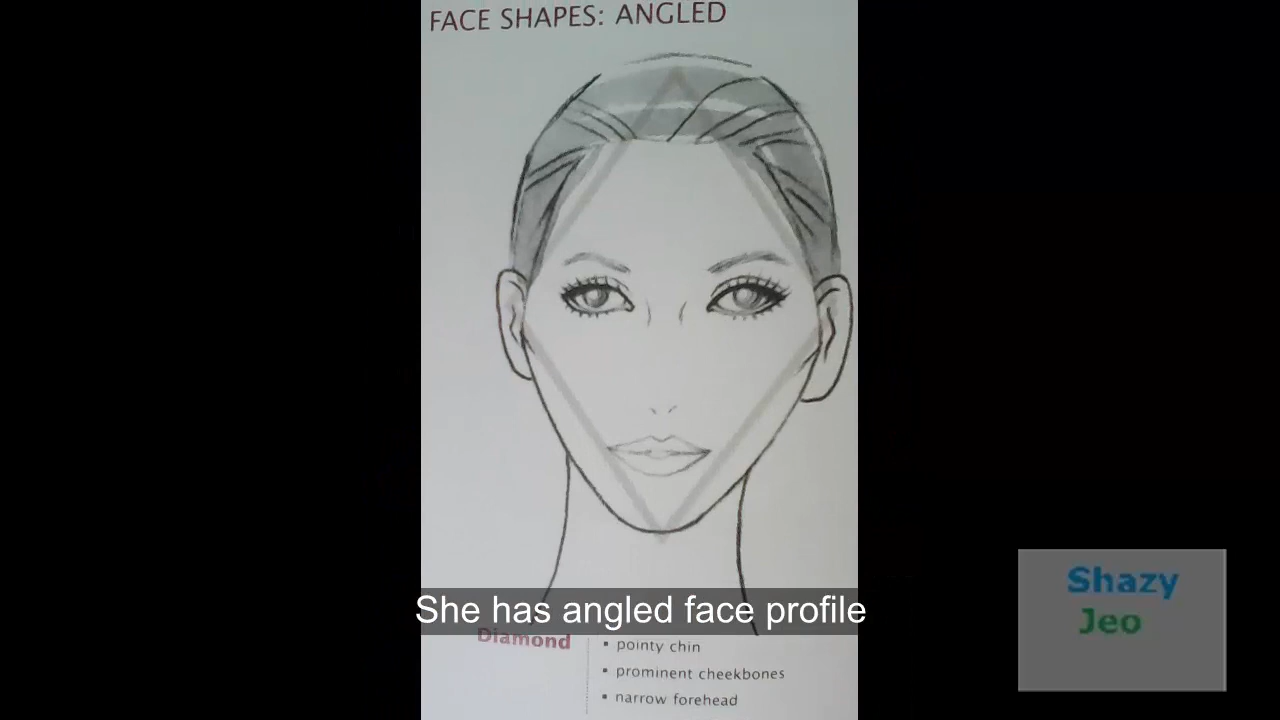 FACE SHAPES: ANGLED
She has angled face profile
Diamond
▪ pointy chin
▪ prominent cheekbones
▪ narrow forehead
Shazy
Jeo